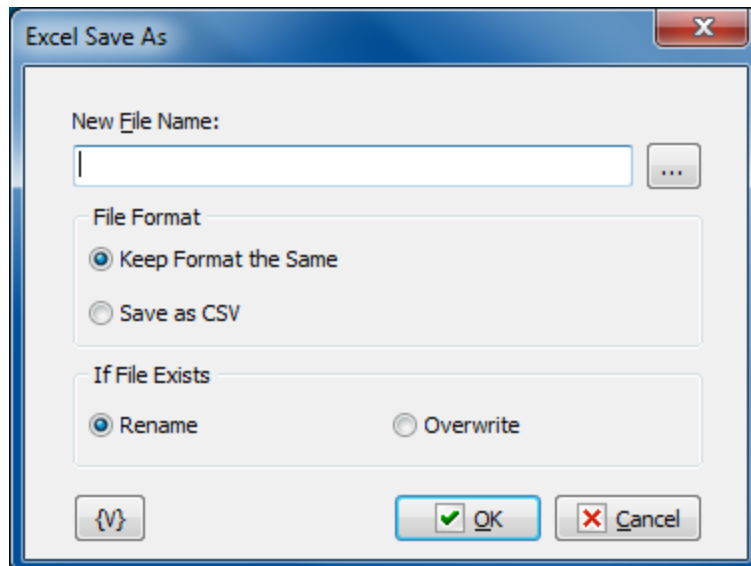 Excel Save As
New File Name:
...
File Format
Keep Format the Same
Save as CSV
If File Exists
Rename Overwrite
{V} OK Cancel